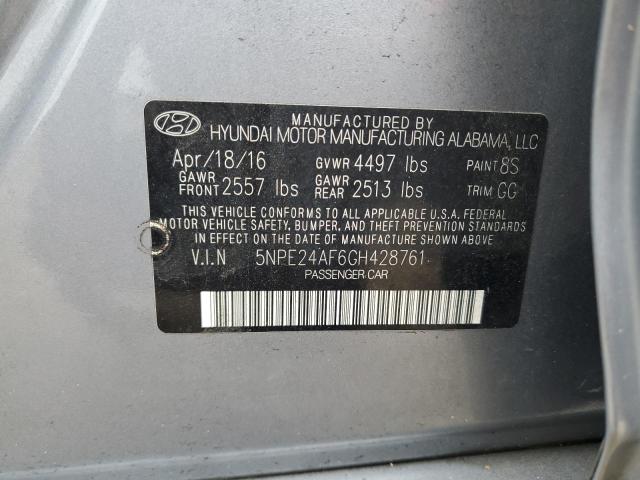 MANUFACTURED BY
HYUNDAI MOTOR MANUFACTURING ALABAMA, LLC
Apr/18/16 GVWR 4497 lbs PAINT 8S
GAWR FRONT 2557 lbs GAWR REAR 2513 lbs TRIM GG
THIS VEHICLE CONFORMS TO ALL APPLICABLE U.S.A. FEDERAL
MOTOR VEHICLE SAFETY, BUMPER, AND THEFT PREVENTION
STANDARDS IN EFFECT ON THE DATE OF MANUFACTURE SHOWN ABOVE
V.I.N 5NPE24AF6GH428761
PASSENGER CAR